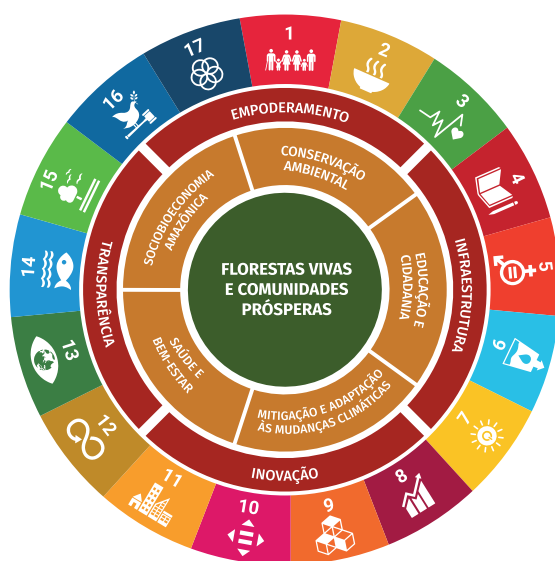 1
2
3
4
5
6
7
8
9
10
11
12
13
14
15
16
17
EMPODERAMENTO
INFRAESTRUTURA
INOVAÇÃO
TRANSPARÊNCIA
CONSERVAÇÃO
AMBIENTAL
EDUCAÇÃO E
CIDADANIA
MITIGAÇÃO E ADAPTAÇÃO
ÀS MUDANÇAS CLIMÁTICAS
SAÚDE E
BEM-ESTAR
SOCIOBIOECONOMIA
AMAZÔNICA
FLORESTAS VIVAS
E COMUNIDADES
PRÓSPERAS